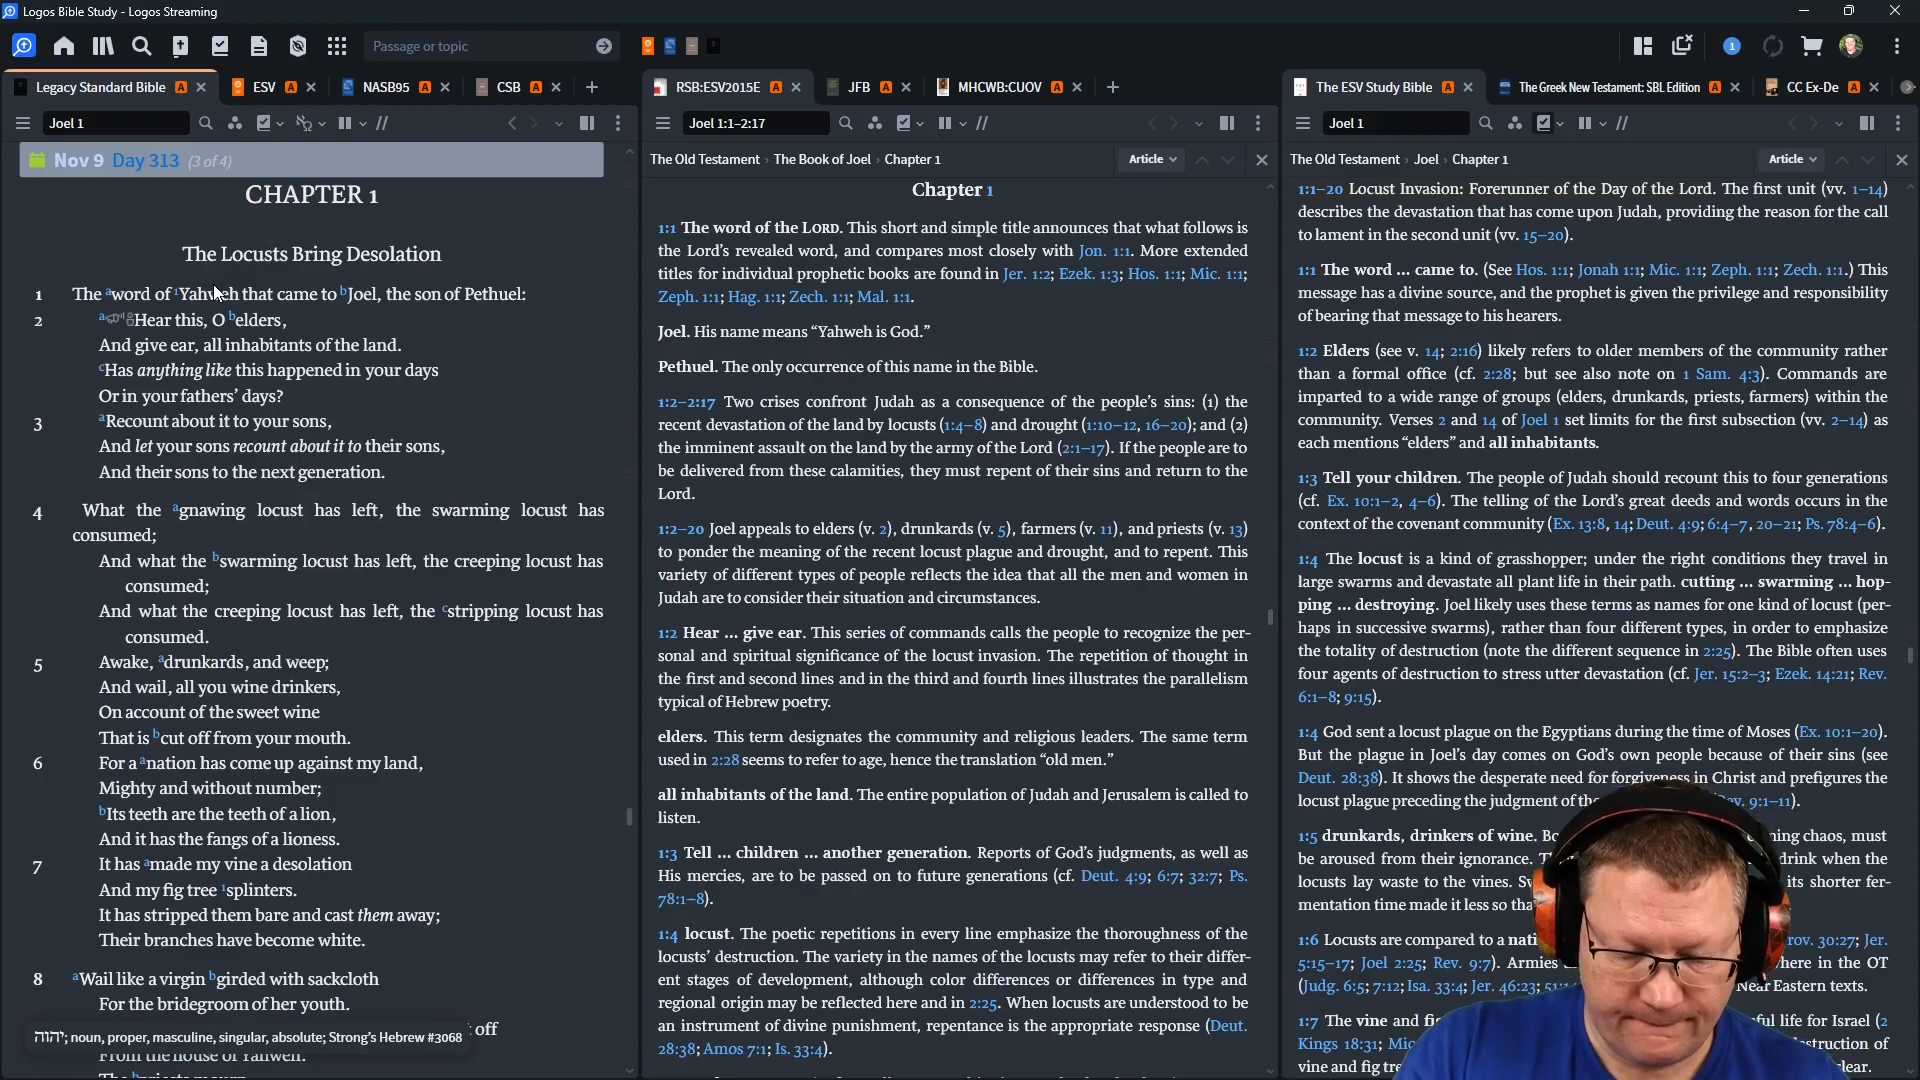 Logos Bible Study - Logos Streaming
Passage or topic
1
Legacy Standard Bible A
ESV A
NASB95 A
CSB A
RSB:ESV2015E A
JFB A
MHCWB:CUOV A
The ESV Study Bible A
The Greek New Testament: SBL Edition A
CC Ex-De A
Joel 1
Joel 1:1–2:17
Joel 1
Nov 9 Day 313 (3 of 4)
CHAPTER 1
The Locusts Bring Desolation
1 The aword of 1Yahweh that came to bJoel, the son of Pethuel:
2 aHear this, O belders,
And give ear, all inhabitants of the land.
cHas anything like this happened in your days
Or in your fathers’ days?
3 aRecount about it to your sons,
And let your sons recount about it to their sons,
And their sons to the next generation.
4 What the agnawing locust has left, the swarming locust has
consumed;
And what the bswarming locust has left, the creeping locust has
consumed;
And what the creeping locust has left, the cstripping locust has
consumed.
5 Awake, adrunkards, and weep;
And wail, all you wine drinkers,
On account of the sweet wine
That is bcut off from your mouth.
6 For a anation has come up against my land,
Mighty and without number;
bIts teeth are the teeth of a lion,
And it has the fangs of a lioness.
7 It has amade my vine a desolation
And my fig tree 1splinters.
It has stripped them bare and cast them away;
Their branches have become white.
8 aWail like a virgin bgirded with sackcloth
For the bridegroom of her youth.
off
יהוה; noun, proper, masculine, singular, absolute; Strong’s Hebrew #3068
From the house of Yahweh.
The Old Testament › The Book of Joel › Chapter 1
Article
Chapter 1
1:1 The word of the LORD. This short and simple title announces that what follows is
the Lord’s revealed word, and compares most closely with Jon. 1:1. More extended
titles for individual prophetic books are found in Jer. 1:2; Ezek. 1:3; Hos. 1:1; Mic. 1:1;
Zeph. 1:1; Hag. 1:1; Zech. 1:1; Mal. 1:1.
Joel. His name means “Yahweh is God.”
Pethuel. The only occurrence of this name in the Bible.
1:2–2:17 Two crises confront Judah as a consequence of the people’s sins: (1) the
recent devastation of the land by locusts (1:4–8) and drought (1:10–12, 16–20); and (2)
the imminent assault on the land by the army of the Lord (2:1–17). If the people are to
be delivered from these calamities, they must repent of their sins and return to the
Lord.
1:2–20 Joel appeals to elders (v. 2), drunkards (v. 5), farmers (v. 11), and priests (v. 13)
to ponder the meaning of the recent locust plague and drought, and to repent. This
variety of different types of people reflects the idea that all the men and women in
Judah are to consider their situation and circumstances.
1:2 Hear ... give ear. This series of commands calls the people to recognize the per-
sonal and spiritual significance of the locust invasion. The repetition of thought in
the first and second lines and in the third and fourth lines illustrates the parallelism
typical of Hebrew poetry.
elders. This term designates the community and religious leaders. The same term
used in 2:28 seems to refer to age, hence the translation “old men.”
all inhabitants of the land. The entire population of Judah and Jerusalem is called to
listen.
1:3 Tell ... children ... another generation. Reports of God’s judgments, as well as
His mercies, are to be passed on to future generations (cf. Deut. 4:9; 6:7; 32:7; Ps.
78:1–8).
1:4 locust. The poetic repetitions in every line emphasize the thoroughness of the
locusts’ destruction. The variety in the names of the locusts may refer to their differ-
ent stages of development, although color differences or differences in type and
regional origin may be reflected here and in 2:25. When locusts are understood to be
an instrument of divine punishment, repentance is the appropriate response (Deut.
28:38; Amos 7:1; Is. 33:4).
The Old Testament › Joel › Chapter 1
Article
1:1–20 Locust Invasion: Forerunner of the Day of the Lord. The first unit (vv. 1–14)
describes the devastation that has come upon Judah, providing the reason for the call
to lament in the second unit (vv. 15–20).
1:1 The word ... came to. (See Hos. 1:1; Jonah 1:1; Mic. 1:1; Zeph. 1:1; Zech. 1:1.) This
message has a divine source, and the prophet is given the privilege and responsibility
of bearing that message to his hearers.
1:2 Elders (see v. 14; 2:16) likely refers to older members of the community rather
than a formal office (cf. 2:28; but see also note on 1 Sam. 4:3). Commands are
imparted to a wide range of groups (elders, drunkards, priests, farmers) within the
community. Verses 2 and 14 of Joel 1 set limits for the first subsection (vv. 2–14) as
each mentions “elders” and all inhabitants.
1:3 Tell your children. The people of Judah should recount this to four generations
(cf. Ex. 10:1–2, 4–6). The telling of the Lord’s great deeds and words occurs in the
context of the covenant community (Ex. 13:8, 14; Deut. 4:9; 6:4–7, 20–21; Ps. 78:4–6).
1:4 The locust is a kind of grasshopper; under the right conditions they travel in
large swarms and devastate all plant life in their path. cutting ... swarming ... hop-
ping ... destroying. Joel likely uses these terms as names for one kind of locust (per-
haps in successive swarms), rather than four different types, in order to emphasize
the totality of destruction (note the different sequence in 2:25). The Bible often uses
four agents of destruction to stress utter devastation (cf. Jer. 15:2–3; Ezek. 14:21; Rev.
6:1–8; 9:15).
1:4 God sent a locust plague on the Egyptians during the time of Moses (Ex. 10:1–20).
But the plague in Joel’s day comes on God’s own people because of their sins (see
Deut. 28:38). It shows the desperate need for forgiveness in Christ and prefigures the
locust plague preceding the judgment of the 9:1–11).
1:5 drunkards, drinkers of wine. chaos, must
be aroused from their ignorance. drink when the
locusts lay waste to the vines. its shorter fer-
mentation time made it less so
1:6 Locusts are compared to a 30:27; Jer.
5:15–17; Joel 2:25; Rev. 9:7). Armies in the OT
(Judg. 6:5; 7:12; Isa. 33:4; Jer. 46:23; Near Eastern texts.
1:7 The vine and life for Israel (2
Kings 18:31;
vine and fig